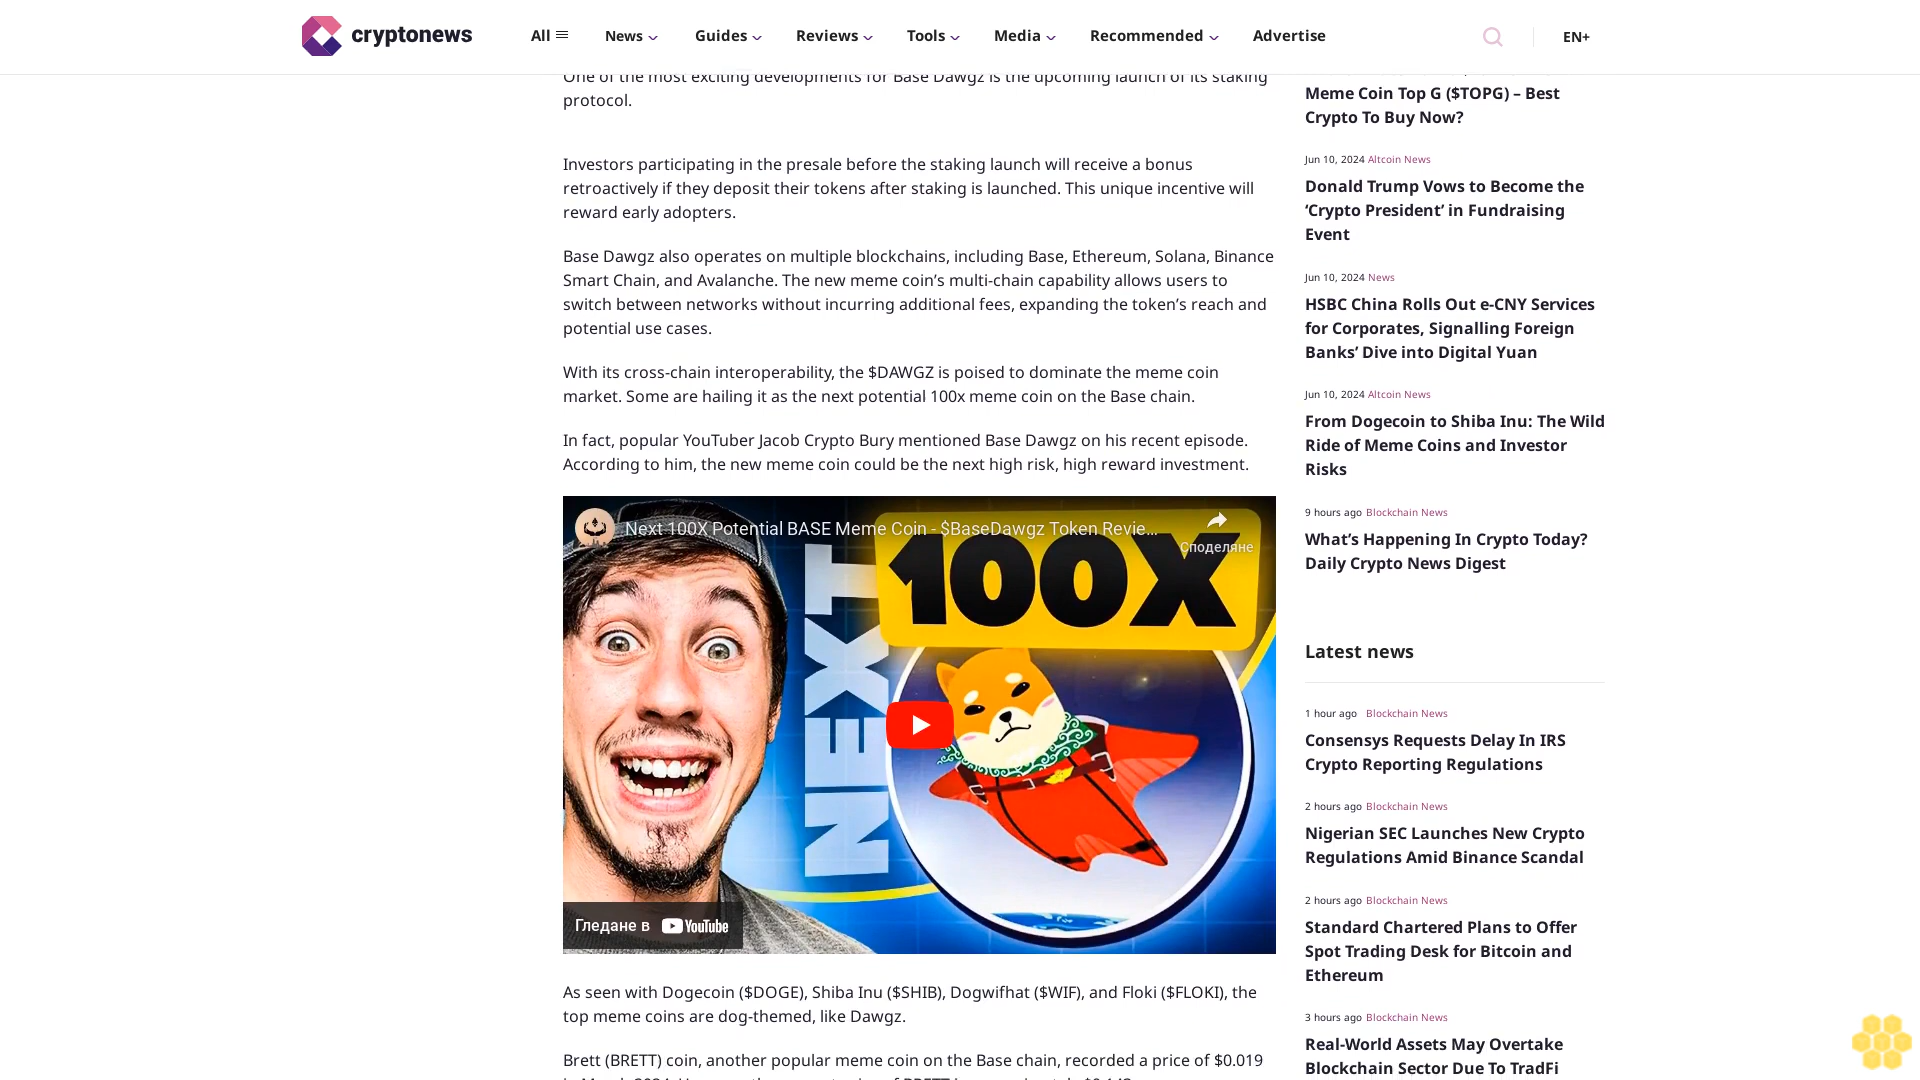 cryptonews
All
News
Guides
Reviews
Tools
Media
Recommended
Advertise
EN+
One of the most exciting developments for Base Dawgz is the upcoming launch of its staking
protocol.
Investors participating in the presale before the staking launch will receive a bonus
retroactively if they deposit their tokens after staking is launched. This unique incentive will
reward early adopters.
Base Dawgz also operates on multiple blockchains, including Base, Ethereum, Solana, Binance
Smart Chain, and Avalanche. The new meme coin’s multi-chain capability allows users to
switch between networks without incurring additional fees, expanding the token’s reach and
potential use cases.
With its cross-chain interoperability, the $DAWGZ is poised to dominate the meme coin
market. Some are hailing it as the next potential 100x meme coin on the Base chain.
In fact, popular YouTuber Jacob Crypto Bury mentioned Base Dawgz on his recent episode.
According to him, the new meme coin could be the next high risk, high reward investment.
Next 100X Potential BASE Meme Coin - $BaseDawgz Token Revie...
Споделяне
NEXT
100X
Гледане в YouTube
As seen with Dogecoin ($DOGE), Shiba Inu ($SHIB), Dogwifhat ($WIF), and Floki ($FLOKI), the
top meme coins are dog-themed, like Dawgz.
Brett (BRETT) coin, another popular meme coin on the Base chain, recorded a price of $0.019
Meme Coin Top G ($TOPG) – Best
Crypto To Buy Now?
Jun 10, 2024 Altcoin News
Donald Trump Vows to Become the
‘Crypto President’ in Fundraising
Event
Jun 10, 2024 News
HSBC China Rolls Out e-CNY Services
for Corporates, Signalling Foreign
Banks’ Dive into Digital Yuan
Jun 10, 2024 Altcoin News
From Dogecoin to Shiba Inu: The Wild
Ride of Meme Coins and Investor
Risks
9 hours ago Blockchain News
What’s Happening In Crypto Today?
Daily Crypto News Digest
Latest news
1 hour ago Blockchain News
Consensys Requests Delay In IRS
Crypto Reporting Regulations
2 hours ago Blockchain News
Nigerian SEC Launches New Crypto
Regulations Amid Binance Scandal
2 hours ago Blockchain News
Standard Chartered Plans to Offer
Spot Trading Desk for Bitcoin and
Ethereum
3 hours ago Blockchain News
Real-World Assets May Overtake
Blockchain Sector Due To TradFi